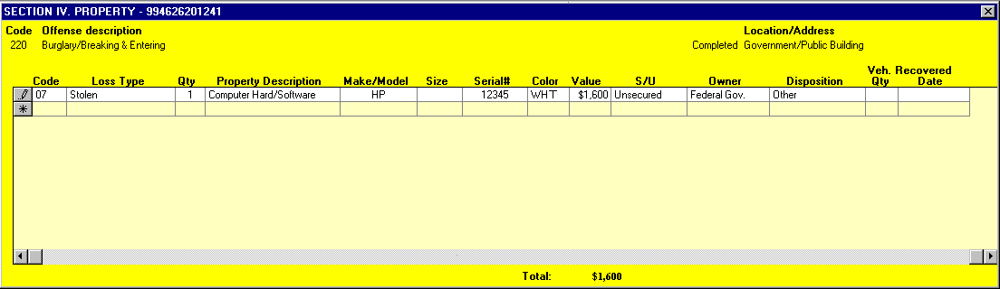 SECTION IV. PROPERTY - 994626201241
Code Offense description Location/Address
220 Burglary/Breaking & Entering Completed Government/Public Building
Veh. Recovered
Code Loss Type Qty Property Description Make/Model Size Serial# Color Value S/U Owner Disposition Qty Date
07 Stolen 1 Computer Hard/Software HP 12345 WHT $1,600 Unsecured Federal Gov. Other
Total: $1,600